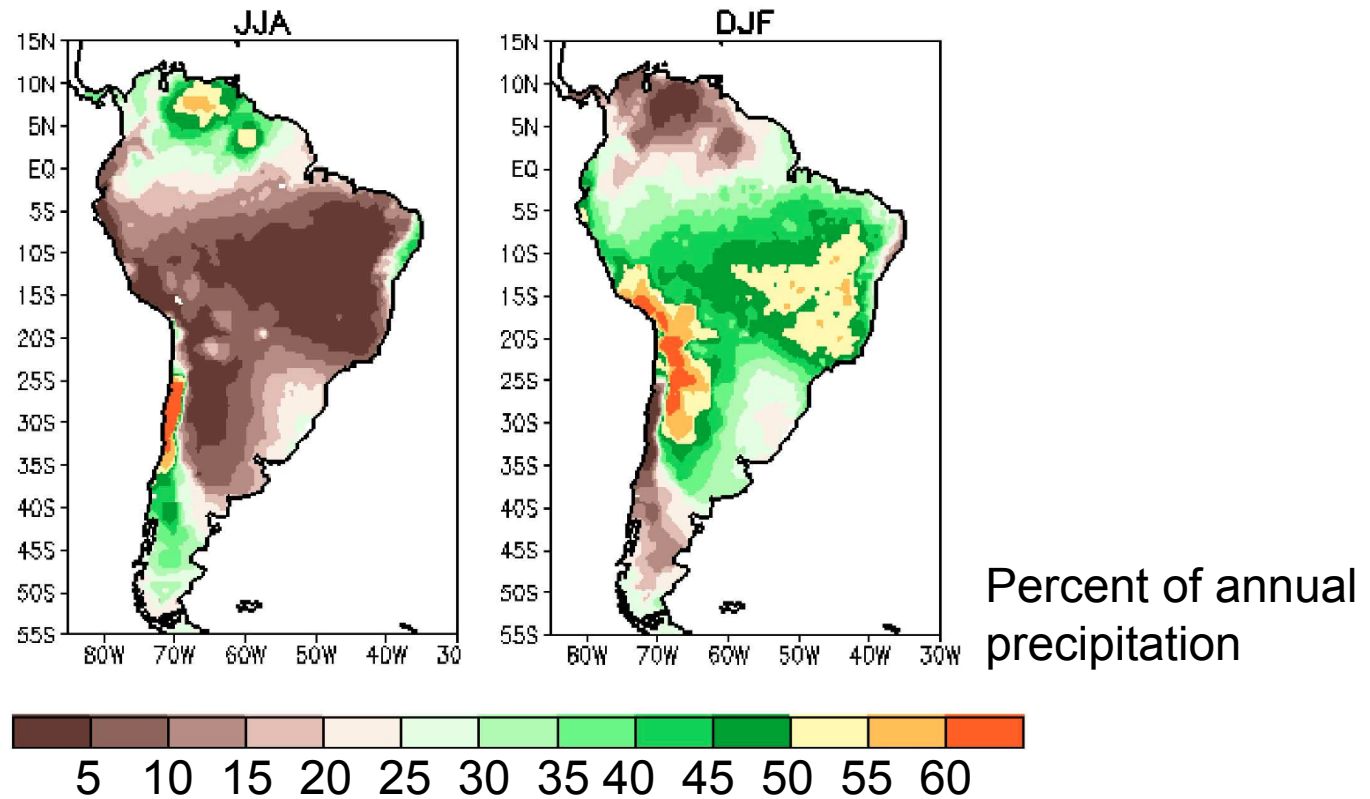 JJA
DJF
15N
10N
5N
EQ
5S
10S
15S
20S
25S
30S
35S
40S
45S
50S
55S
80W 70W 60W 50W 40W 30
15N
10N
5N
EQ
5S
10S
15S
20S
25S
30S
35S
40S
45S
50S
55S
80W 70W 60W 50W 40W 30W
Percent of annual
precipitation
5 10 15 20 25 30 35 40 45 50 55 60